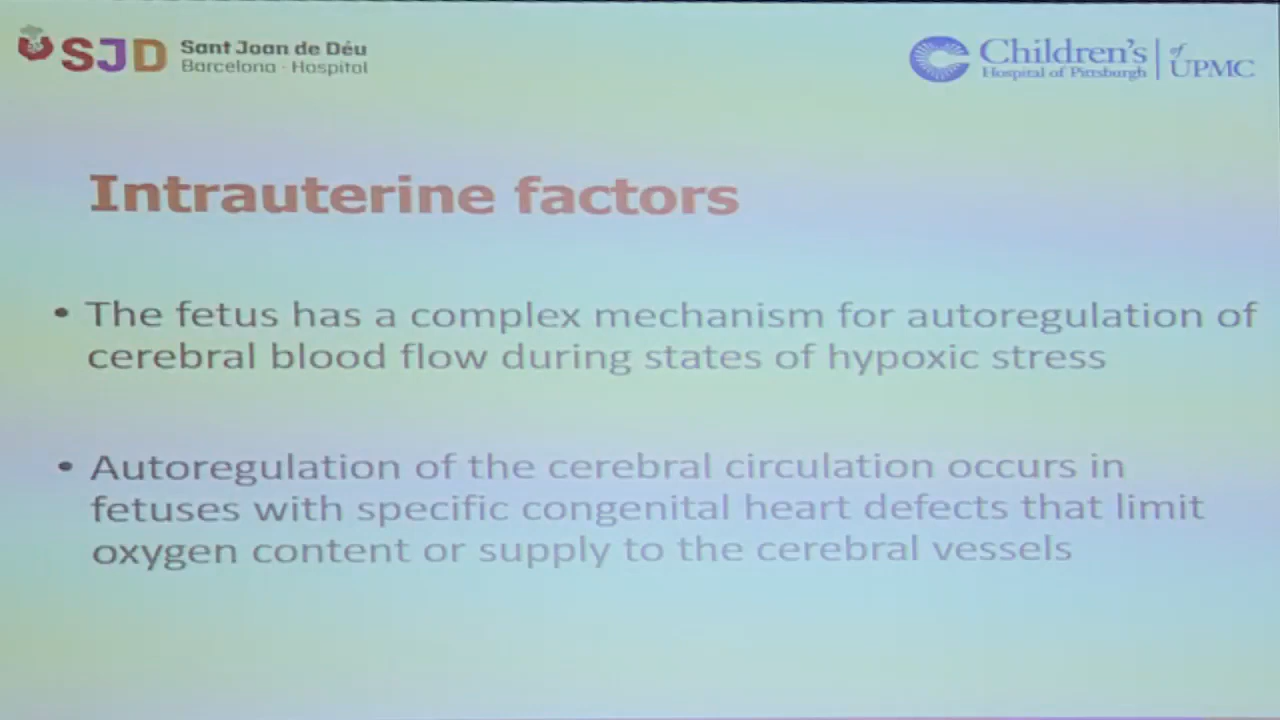 SJD Sant Joan de Déu
Barcelona · Hospital
Children's
Hospital of Pittsburgh
of
UPMC
Intrauterine factors
• The fetus has a complex mechanism for autoregulation of
cerebral blood flow during states of hypoxic stress
• Autoregulation of the cerebral circulation occurs in
fetuses with specific congenital heart defects that limit
oxygen content or supply to the cerebral vessels